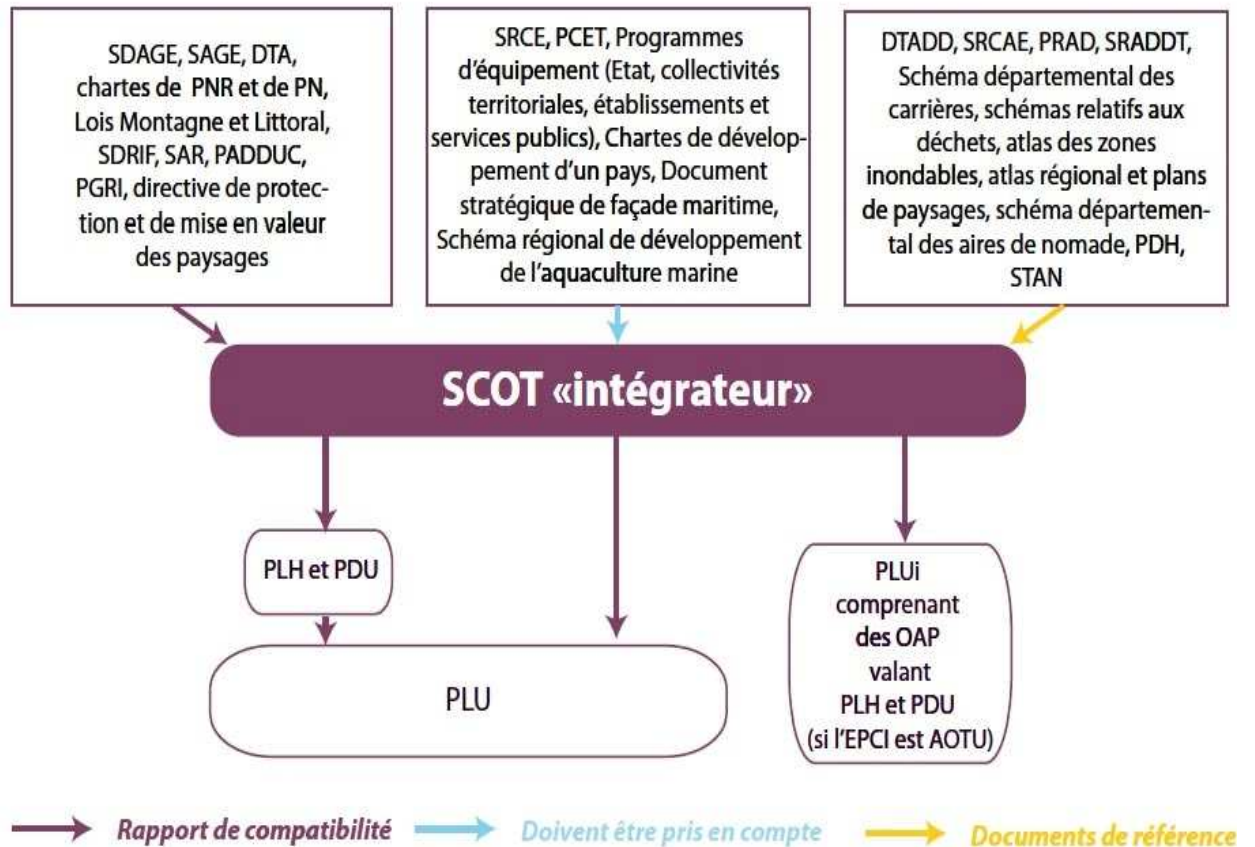 SDAGE, SAGE, DTA,
chartes de PNR et de PN,
Lois Montagne et Littoral,
SDRIF, SAR, PADDUC,
PGRI, directive de protec-
tion et de mise en valeur
des paysages
SRCE, PCET, Programmes
d'équipement (Etat, collectivités
territoriales, établissements et
services publics), Chartes de dévelop-
pement d'un pays, Document
stratégique de façade maritime,
Schéma régional de développement
de l'aquaculture marine
DTADD, SRCAE, PRAD, SRADDT,
Schéma départemental des
carrières, schémas relatifs aux
déchets, atlas des zones
inondables, atlas régional et plans
de paysages, schéma départemen-
tal des aires de nomade, PDH,
STAN
SCOT «intégrateur»
PLH et PDU
PLU
PLUi
comprenant
des OAP
valant
PLH et PDU
(si l'EPCI est AOTU)
Rapport de compatibilité
Doivent être pris en compte
Documents de référence